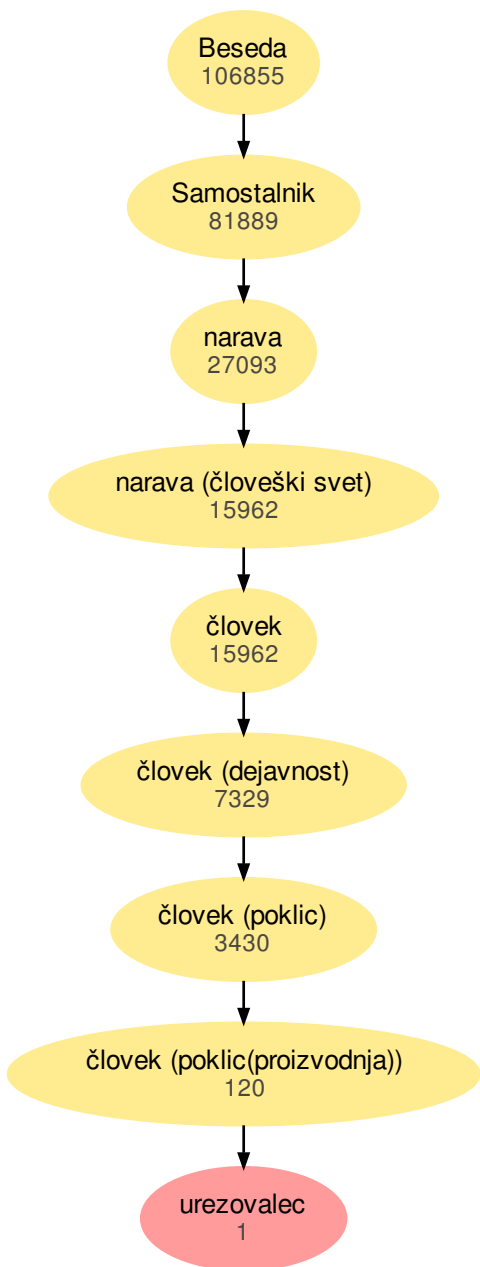 Beseda
106855
Samostalnik
81889
narava
27093
narava (človeški svet)
15962
človek
15962
človek (dejavnost)
7329
človek (poklic)
3430
človek (poklic(proizvodnja))
120
urezovalec
1